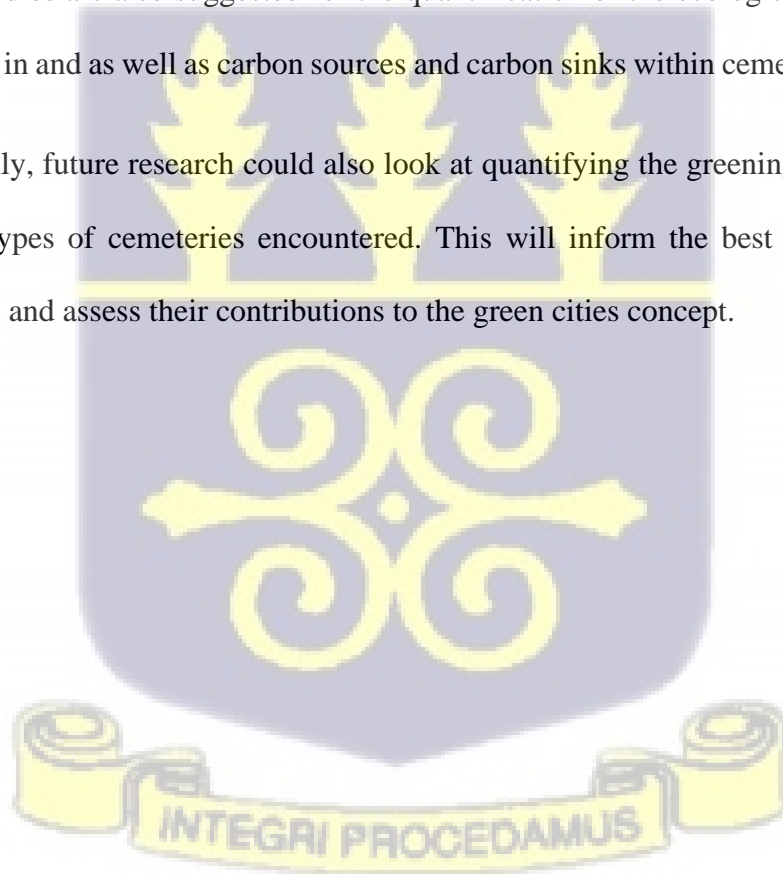 in and as well as carbon sources and carbon sinks within
ly, future research could also look at quantifying the
ypes of cemeteries encountered. This will inform the best
and assess their contributions to the green cities concept.
INTEGRI PROCEDAMUS